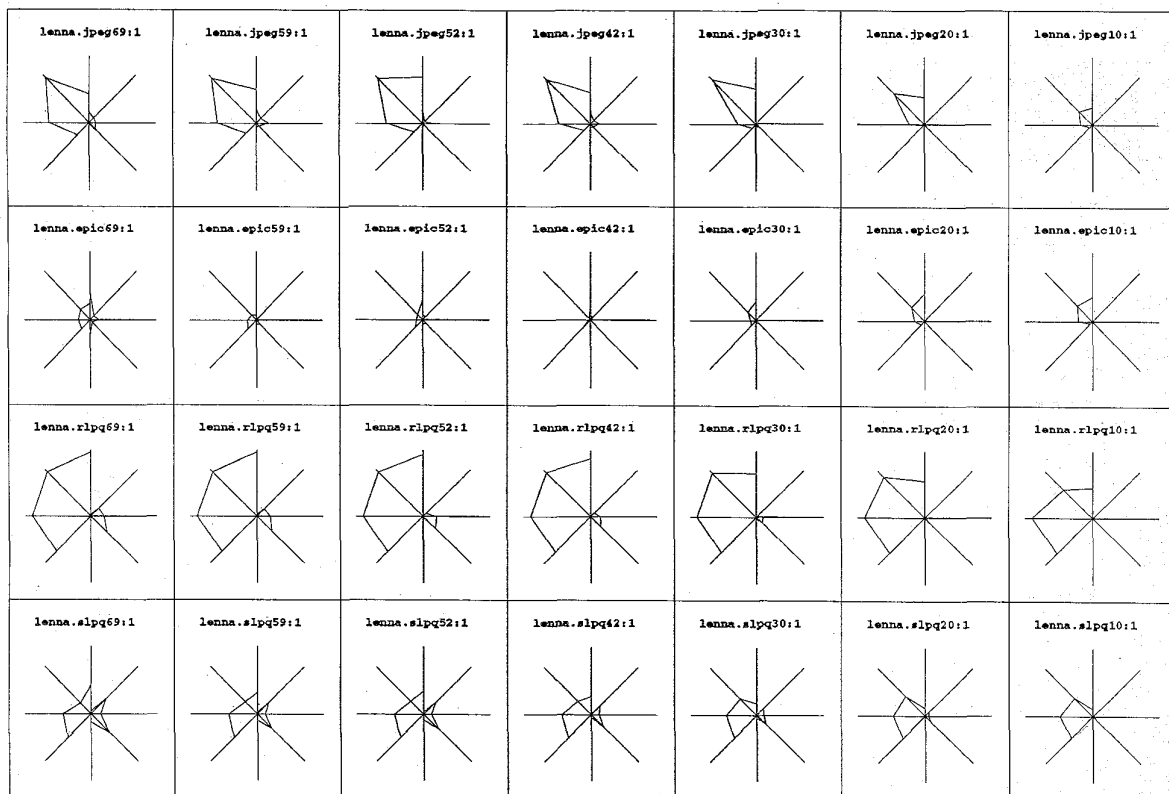 lenna.jpeg69:1 lenna.jpeg59:1 lenna.jpeg52:1 lenna.jpeg42:1 lenna.jpeg30:1 lenna.jpeg20:1 lenna.jpeg10:1
lenna.epic69:1 lenna.epic59:1 lenna.epic52:1 lenna.epic42:1 lenna.epic30:1 lenna.epic20:1 lenna.epic10:1
lenna.rlpq69:1 lenna.rlpq59:1 lenna.rlpq52:1 lenna.rlpq42:1 lenna.rlpq30:1 lenna.rlpq20:1 lenna.rlpq10:1
lenna.slpq69:1 lenna.slpq59:1 lenna.slpq52:1 lenna.slpq42:1 lenna.slpq30:1 lenna.slpq20:1 lenna.slpq10:1